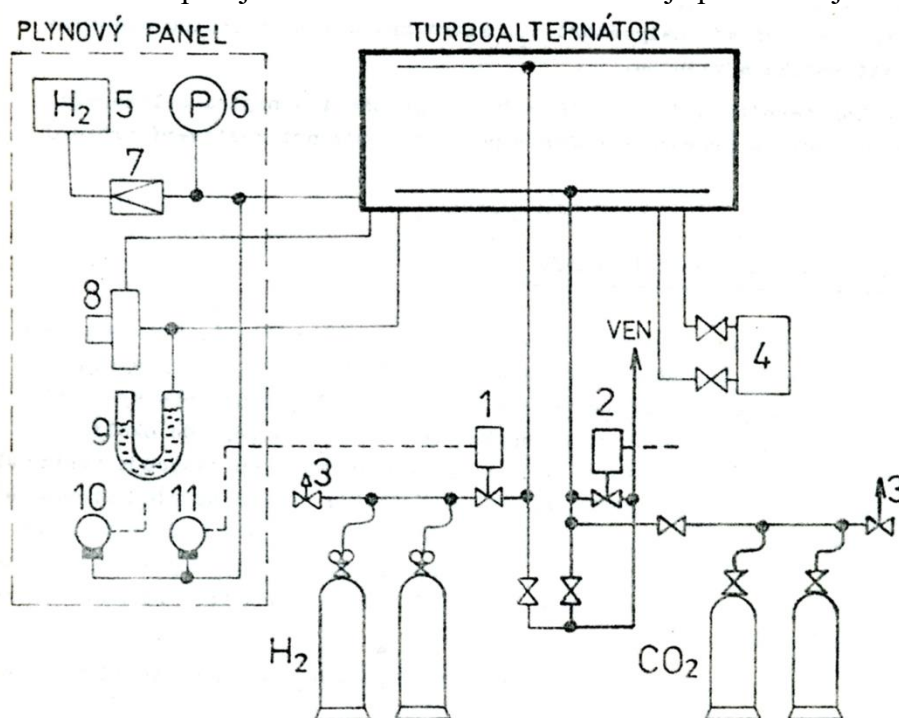 PLYNOVÝ PANEL
TURBOALTERNÁTOR
H₂ 5
P 6
7
8
VEN
4
1
2
9
3
3
10
11
H₂
CO₂